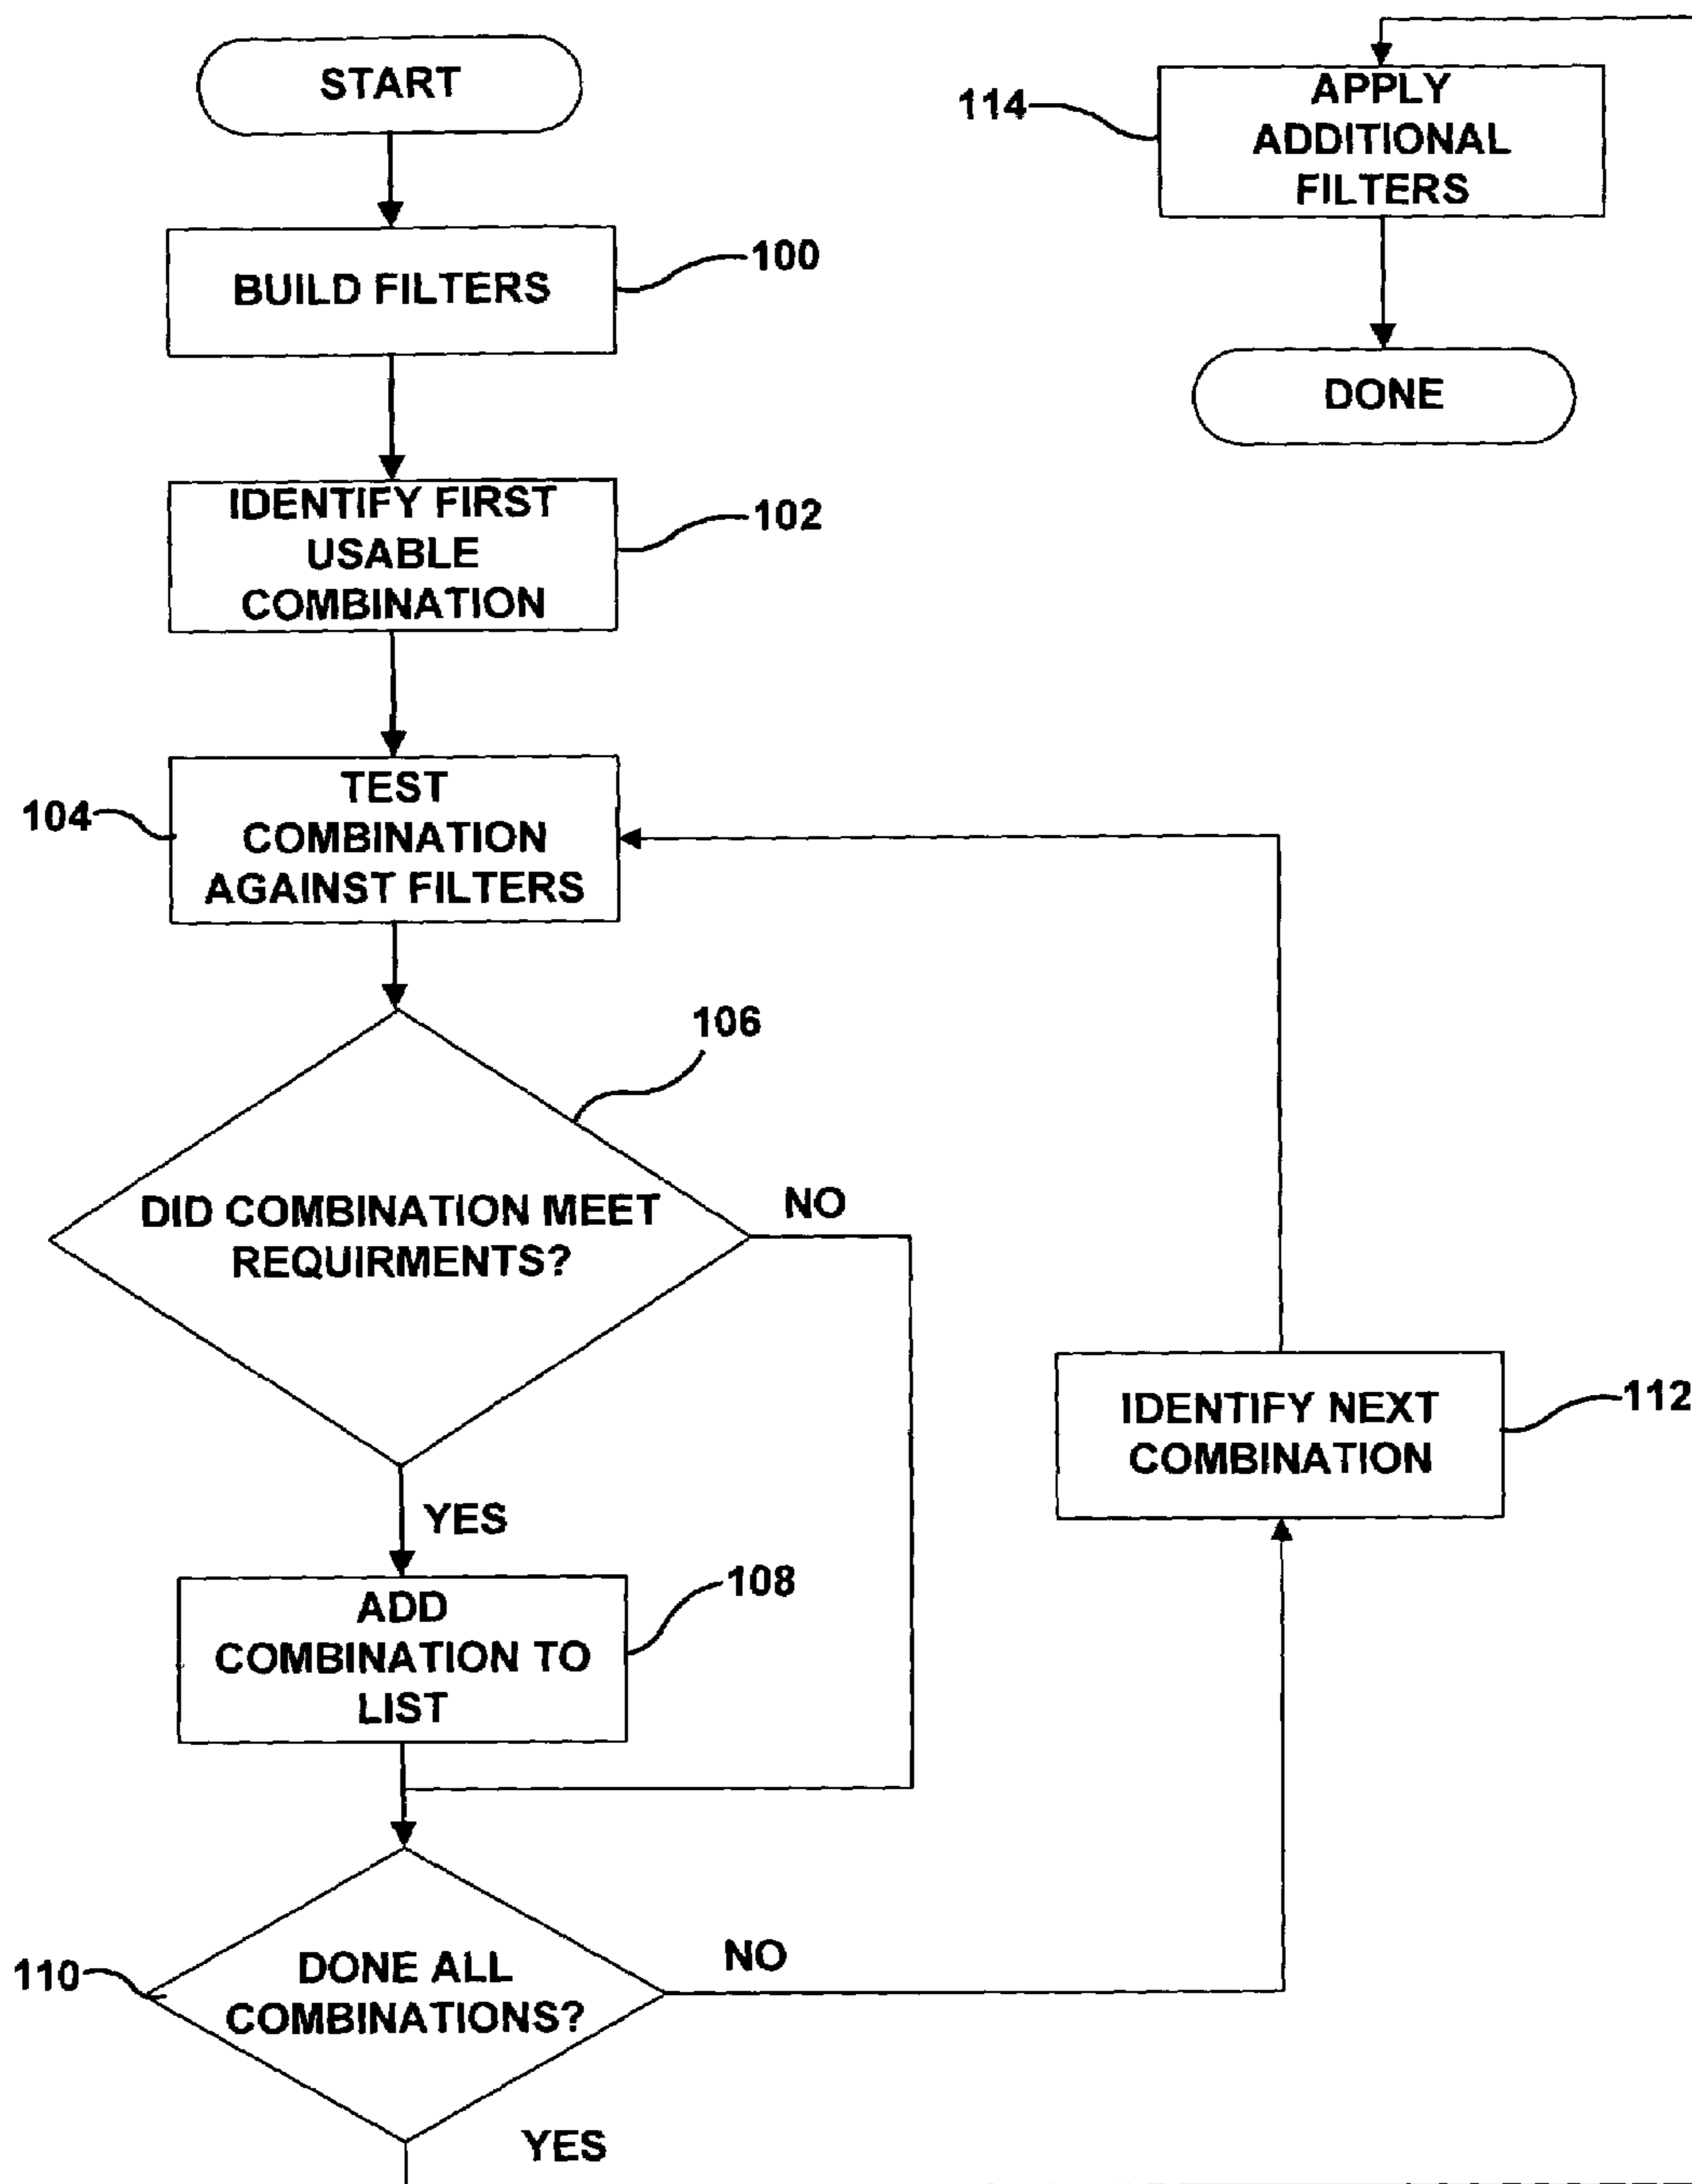 START
BUILD FILTERS
100
IDENTIFY FIRST
USABLE
COMBINATION
102
TEST
COMBINATION
AGAINST FILTERS
104
106
DID COMBINATION MEET
REQUIRMENTS?
NO
YES
ADD
COMBINATION TO
LIST
108
DONE ALL
COMBINATIONS?
110
NO
YES
IDENTIFY NEXT
COMBINATION
112
APPLY
ADDITIONAL
FILTERS
114
DONE